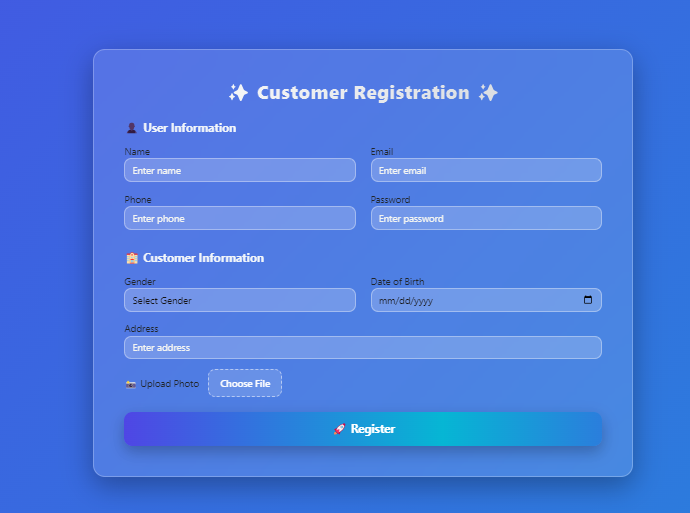 ✨ Customer Registration ✨
👤 User Information
Name Email
Enter name Enter email
Phone Password
Enter phone Enter password
🏠 Customer Information
Gender Date of Birth
Select Gender mm/dd/yyyy
Address
Enter address
📸 Upload Photo Choose File
🚀 Register